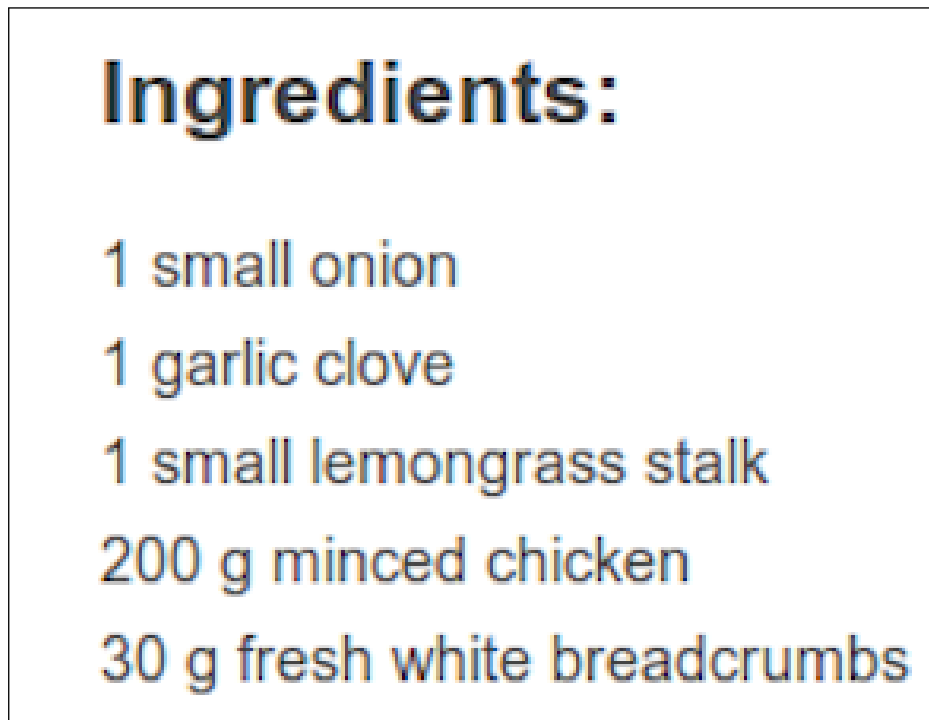 Ingredients:
1 small onion
1 garlic clove
1 small lemongrass stalk
200 g minced chicken
30 g fresh white breadcrumbs